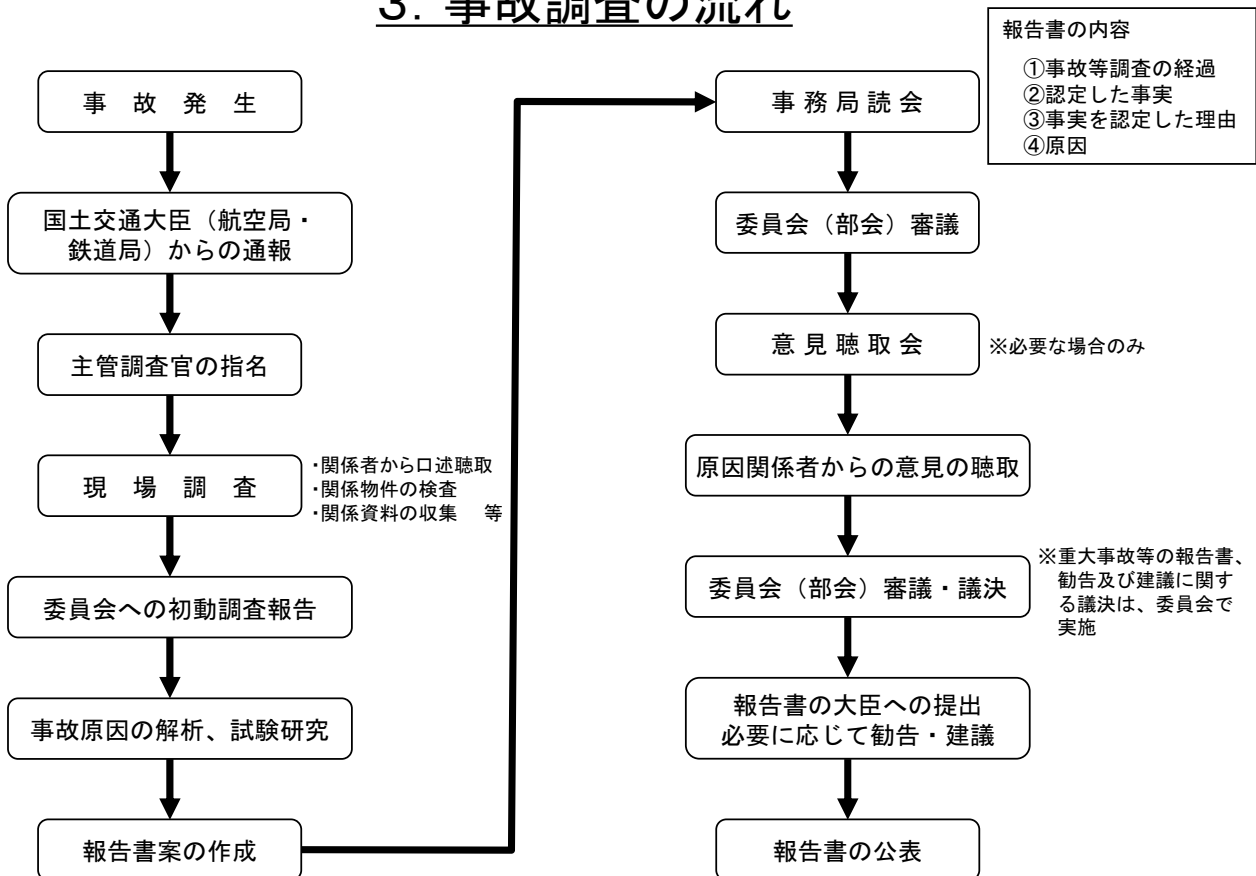 3. 事故調査の流れ
事 故 発 生
国土交通大臣（航空局・
鉄道局）からの通報
主管調査官の指名
現 場 調 査
・関係者から口述聴取
・関係物件の検査
・関係資料の収集　等
委員会への初動調査報告
事故原因の解析、試験研究
報告書案の作成
事 務 局 読 会
委員会（部会）審議
意 見 聴 取 会
※必要な場合のみ
原因関係者からの意見の聴取
委員会（部会）審議・議決
※重大事故等の報告書、
勧告及び建議に関す
る議決は、委員会で
実施
報告書の大臣への提出
必要に応じて勧告・建議
報告書の公表
報告書の内容
①事故等調査の経過
②認定した事実
③事実を認定した理由
④原因